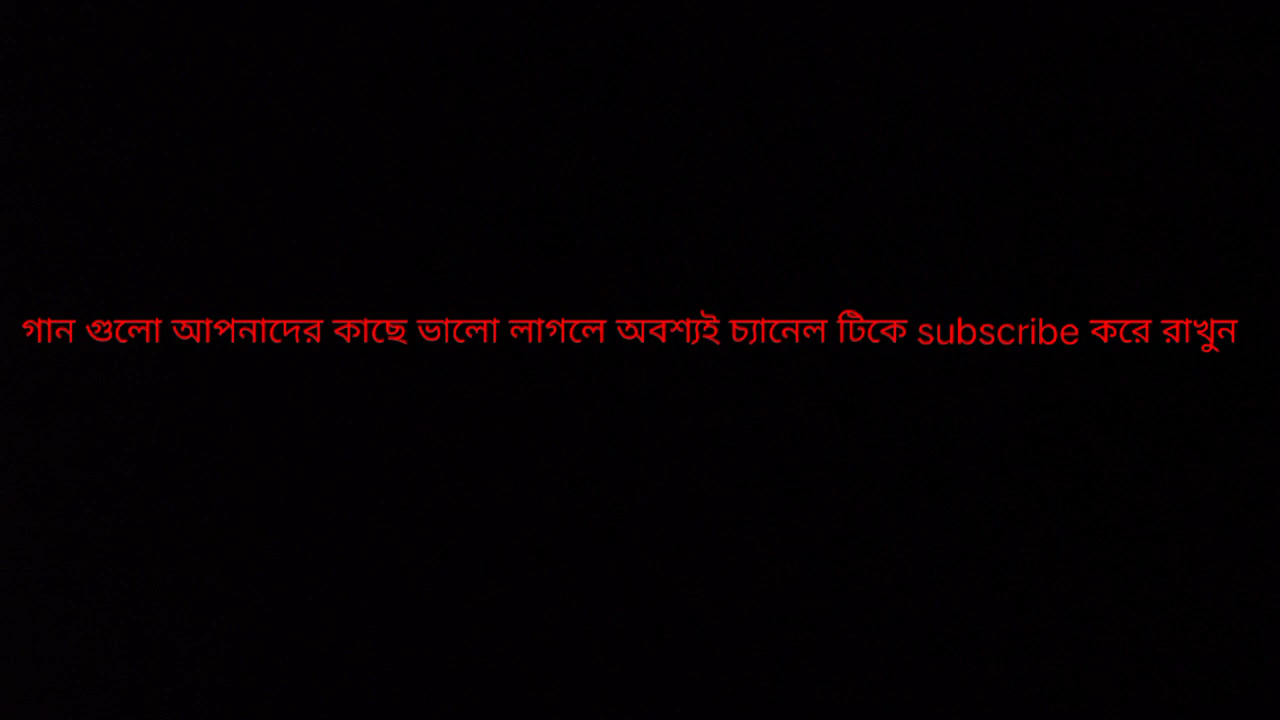 গান গুলো আপনাদের কাছে ভালো লাগলে অবশ্যই চ্যানেল টিকে subscribe করে রাখুন